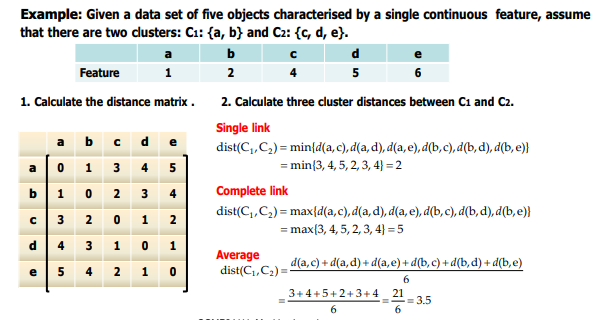 Example: Given a data set of five objects characterised by a single continuous feature, assume
that there are two clusters: C1: {a, b} and C2: {c, d, e}.
a b c d e
Feature 1 2 4 5 6
1. Calculate the distance matrix . 2. Calculate three cluster distances between C1 and C2.
a b c d e
a 0 1 3 4 5
b 1 0 2 3 4
c 3 2 0 1 2
d 4 3 1 0 1
e 5 4 2 1 0
Single link
dist(C₁,C₂) = min{d(a,c),d(a,d),d(a,e),d(b,c),d(b,d),d(b,e)}
= min{3, 4, 5, 2, 3, 4} = 2
Complete link
dist(C₁,C₂) = max{d(a,c),d(a,d),d(a,e),d(b,c),d(b,d),d(b,e)}
= max{3, 4, 5, 2, 3, 4} = 5
Average
dist(C₁,C₂) = d(a,c) + d(a,d) + d(a,e) + d(b,c) + d(b,d) + d(b,e)
6
= 3 + 4 + 5 + 2 + 3 + 4 = 21 = 3.5
6 6